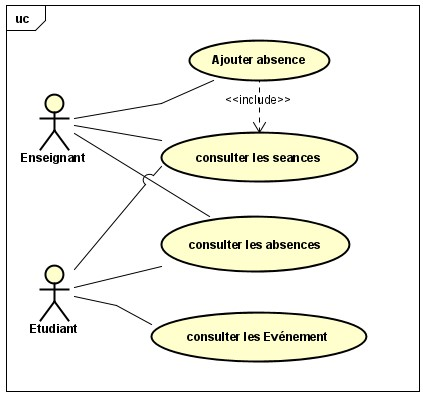 uc
Ajouter absence
<<include>>
Enseignant
consulter les seances
consulter les absences
Etudiant
consulter les Evénement